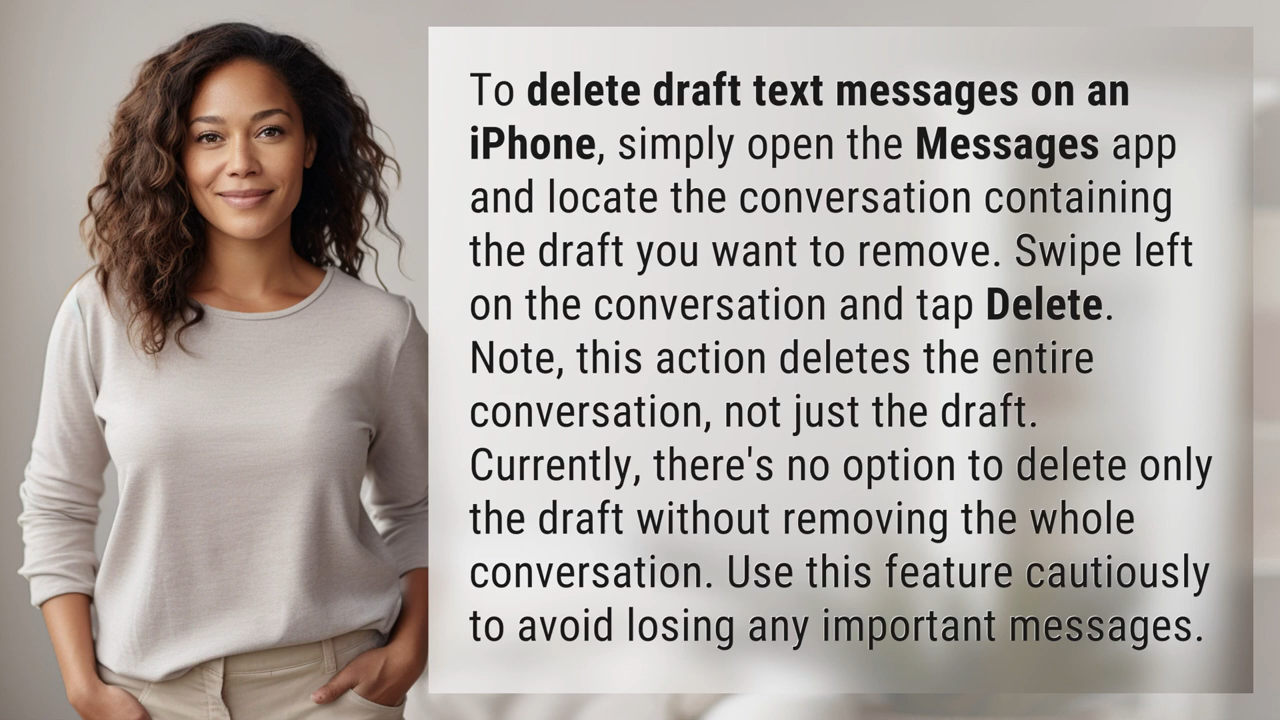 To delete draft text messages on an
iPhone, simply open the Messages app
and locate the conversation containing
the draft you want to remove. Swipe left
on the conversation and tap Delete.
Note, this action deletes the entire
conversation, not just the draft.
Currently, there's no option to delete only
the draft without removing the whole
conversation. Use this feature cautiously
to avoid losing any important messages.